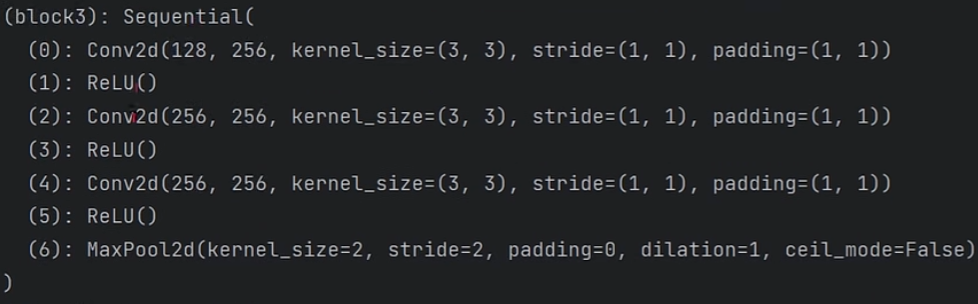 (block3): Sequential(
  (0): Conv2d(128, 256, kernel_size=(3, 3), stride=(1, 1), padding=(1, 1))
  (1): ReLU()
  (2): Conv2d(256, 256, kernel_size=(3, 3), stride=(1, 1), padding=(1, 1))
  (3): ReLU()
  (4): Conv2d(256, 256, kernel_size=(3, 3), stride=(1, 1), padding=(1, 1))
  (5): ReLU()
  (6): MaxPool2d(kernel_size=2, stride=2, padding=0, dilation=1, ceil_mode=False)
)